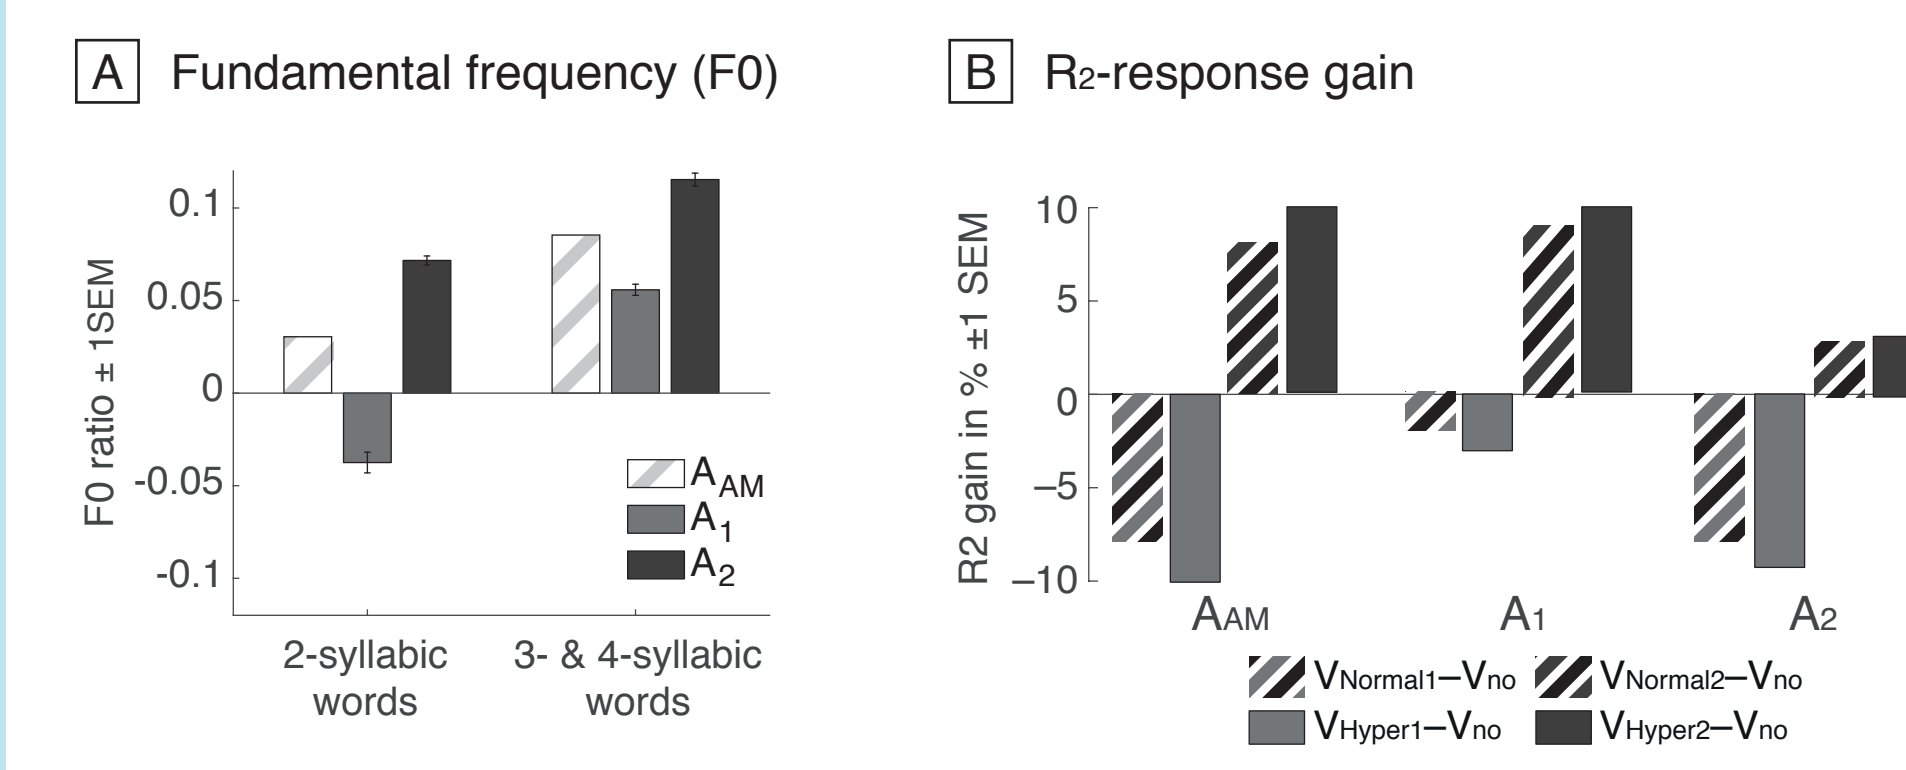 A Fundamental frequency (F0)
F0 ratio ± 1SEM
0.1
0.05
0
-0.05
-0.1
AAM
A1
A2
2-syllabic
words
3- & 4-syllabic
words
B R2-response gain
R2 gain in % ±1 SEM
10
5
0
−5
−10
AAM
A1
A2
VNormal1−Vno
VNormal2−Vno
VHyper1−Vno
VHyper2−Vno